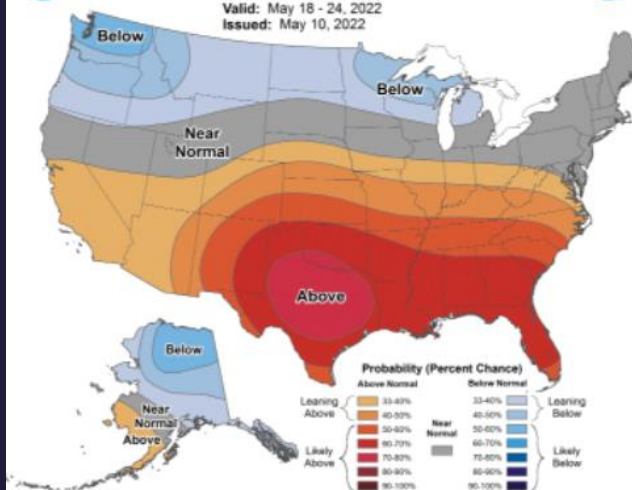 Valid: May 18 - 24, 2022
Issued: May 10, 2022
Below
Below
Near
Normal
Above
Below
Near
Normal
Above
Probability (Percent Chance)
Above Normal
Below Normal
Leaning
Above
33-40%
40-50%
50-60%
60-70%
70-80%
80-90%
90-100%
Likely
Above
Near
Normal
33-40%
40-50%
50-60%
60-70%
70-80%
80-90%
90-100%
Leaning
Below
Likely
Below